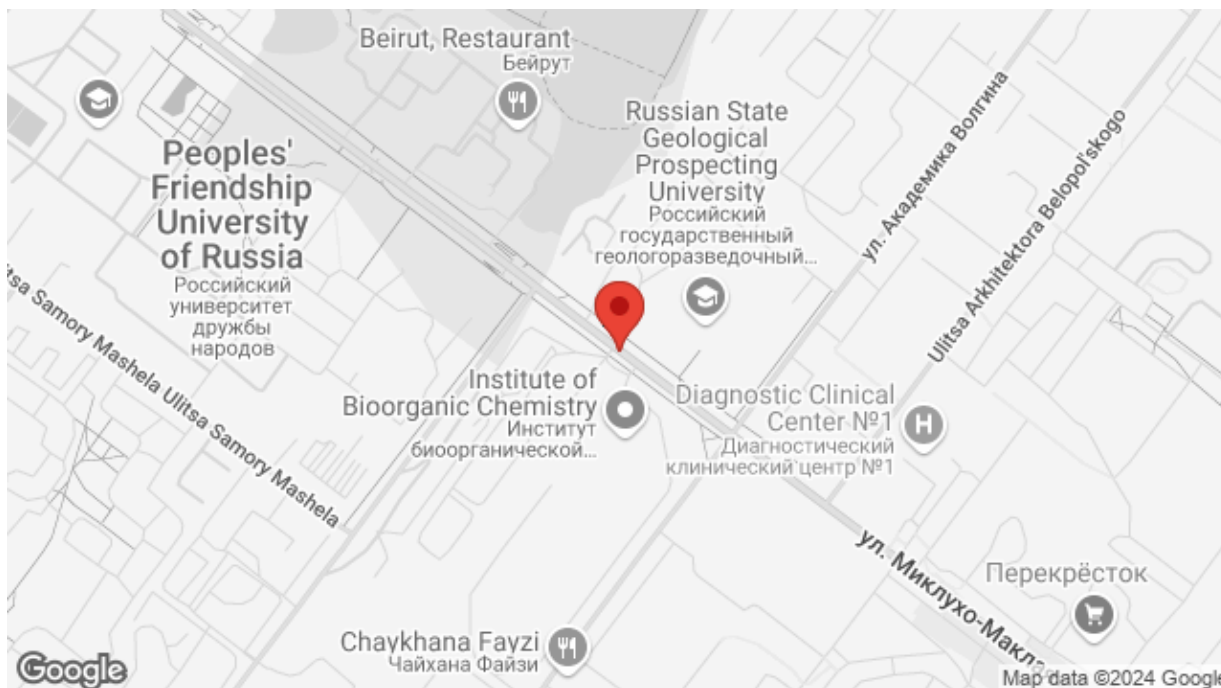 Beirut, Restaurant
Бейрут
Russian State
Geological
Prospecting
University
Российский
государственный
геологоразведочный...
Peoples'
Friendship
University
of Russia
Российский
университет
дружбы
народов
ул. Академика Волгина
Ulitsa Arkhitektora Belopol'skogo
litsa Samory Mashela Ulitsa Samory Mashela
Institute of
Bioorganic Chemistry
Институт
биоорганической...
Diagnostic Clinical
Center №1
Диагностический
клинический центр №1
H
ул. Миклухо-Макла
Перекрёсток
Chaykhana Fayzi
Чайхана Файзи
Google
Map data ©2024 Google